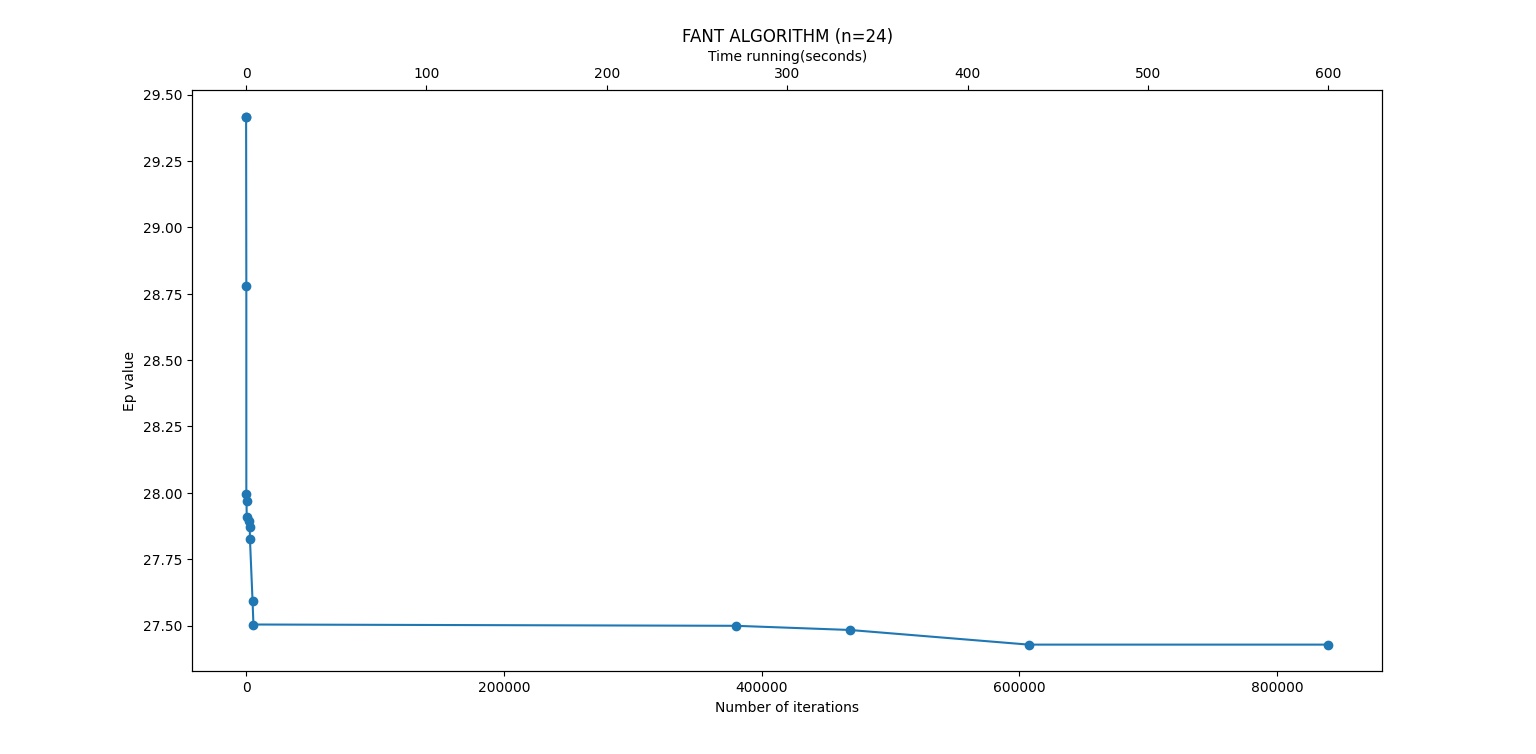 FANT ALGORITHM (n=24)
Time running(seconds)
0 100 200 300 400 500 600
29.50
29.25
29.00
28.75
28.50
28.25
28.00
27.75
27.50
Ep value
0 200000 400000 600000 800000
Number of iterations